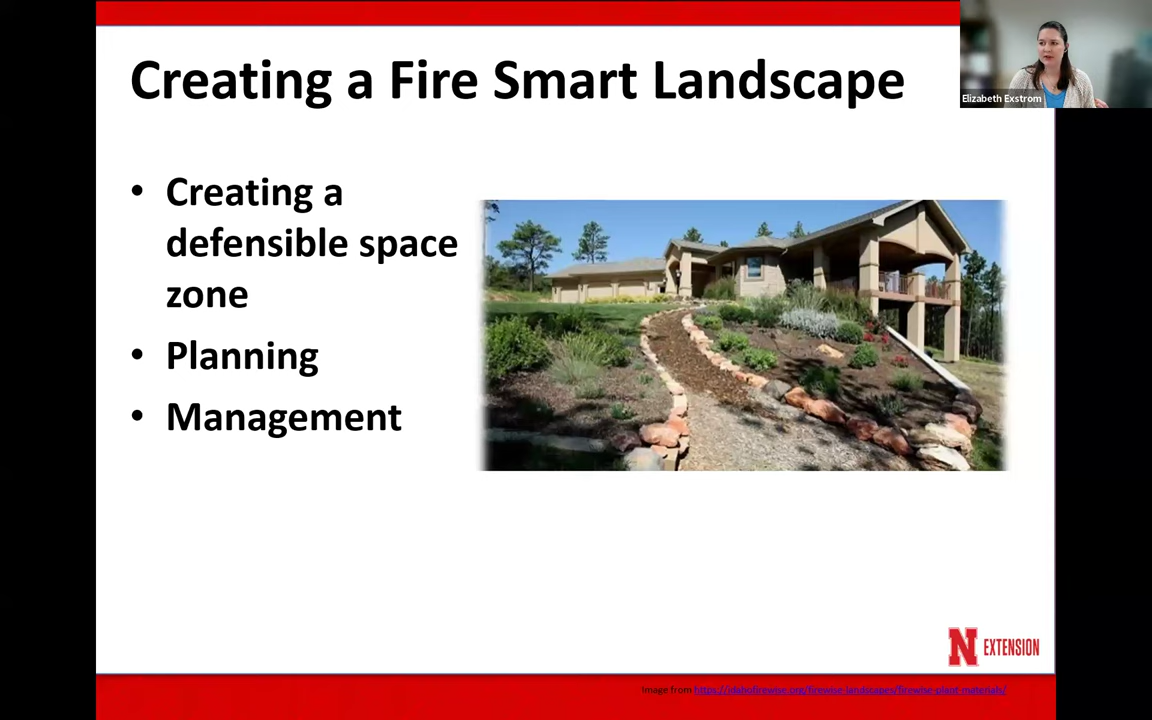 Creating a Fire Smart Landscape
Elizabeth Exstrom
• Creating a
defensible space
zone
• Planning
• Management
N EXTENSION
Image from https://idahofirewise.org/firewise-landscapes/firewise-plant-materials/